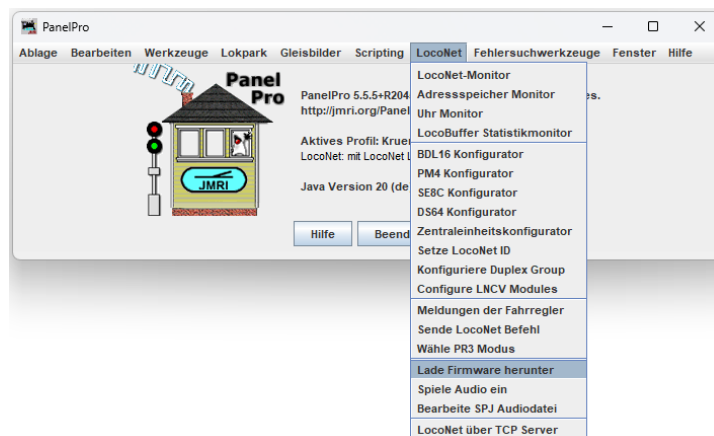 PanelPro
Ablage Bearbeiten Werkzeuge Lokpark Gleisbilder Scripting LocoNet Fehlersuchwerkzeuge Fenster Hilfe
Panel
Pro
JMRI
PanelPro 5.5.5+R204
http://jmri.org/Panel
Aktives Profil: Kruer
LocoNet: mit LocoNet L
Java Version 20 (de
Hilfe
Beend
LocoNet-Monitor
Adressspeicher Monitor
Uhr Monitor
LocoBuffer Statistikmonitor
BDL16 Konfigurator
PM4 Konfigurator
SE8C Konfigurator
DS64 Konfigurator
Zentraleinheitskonfigurator
Setze LocoNet ID
Konfiguriere Duplex Group
Configure LNCV Modules
Meldungen der Fahrregler
Sende LocoNet Befehl
Wähle PR3 Modus
Lade Firmware herunter
Spiele Audio ein
Bearbeite SPJ Audiodatei
LocoNet über TCP Server